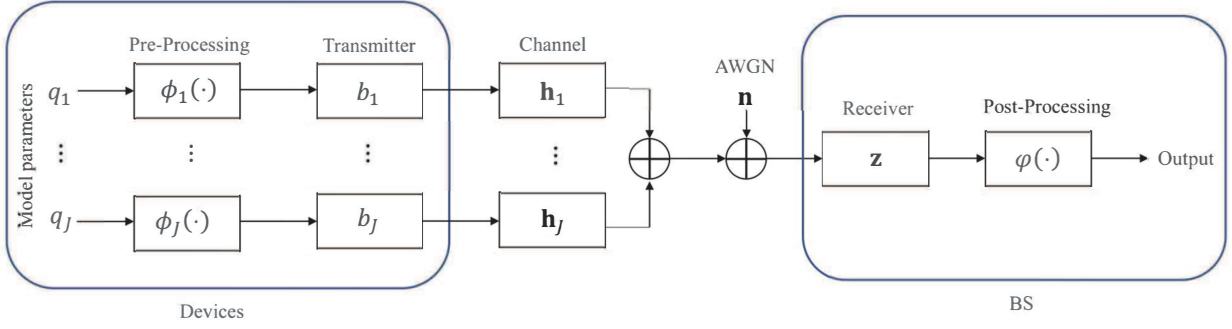 Pre-Processing
Transmitter
Channel
AWGN
Model parameters
q₁
ϕ₁(·)
b₁
𝐡₁
𝐧
Receiver
Post-Processing
⋮
⋮
⋮
⋮
𝐳
φ(·)
Output
q_J
ϕ_J(·)
b_J
𝐡_J
Devices
BS